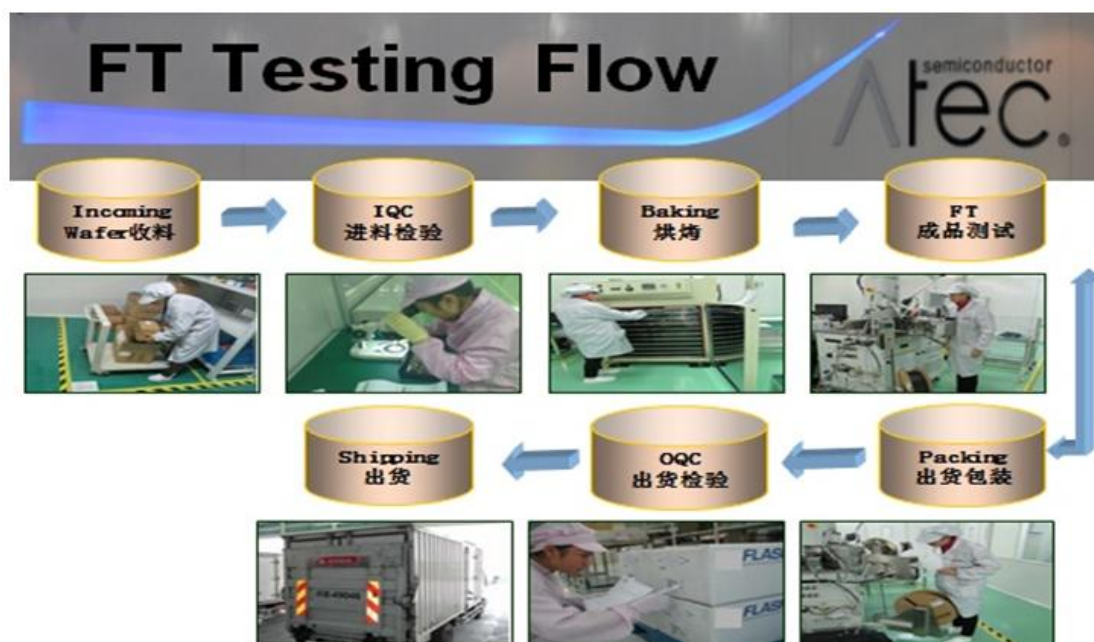 FT Testing Flow
semiconductor
Atec.
Incoming
Wafer收料
IQC
进料检验
Baking
烘烤
FT
成品测试
Shipping
出货
OQC
出货检验
Packing
出货包装
FLAS
FLAS